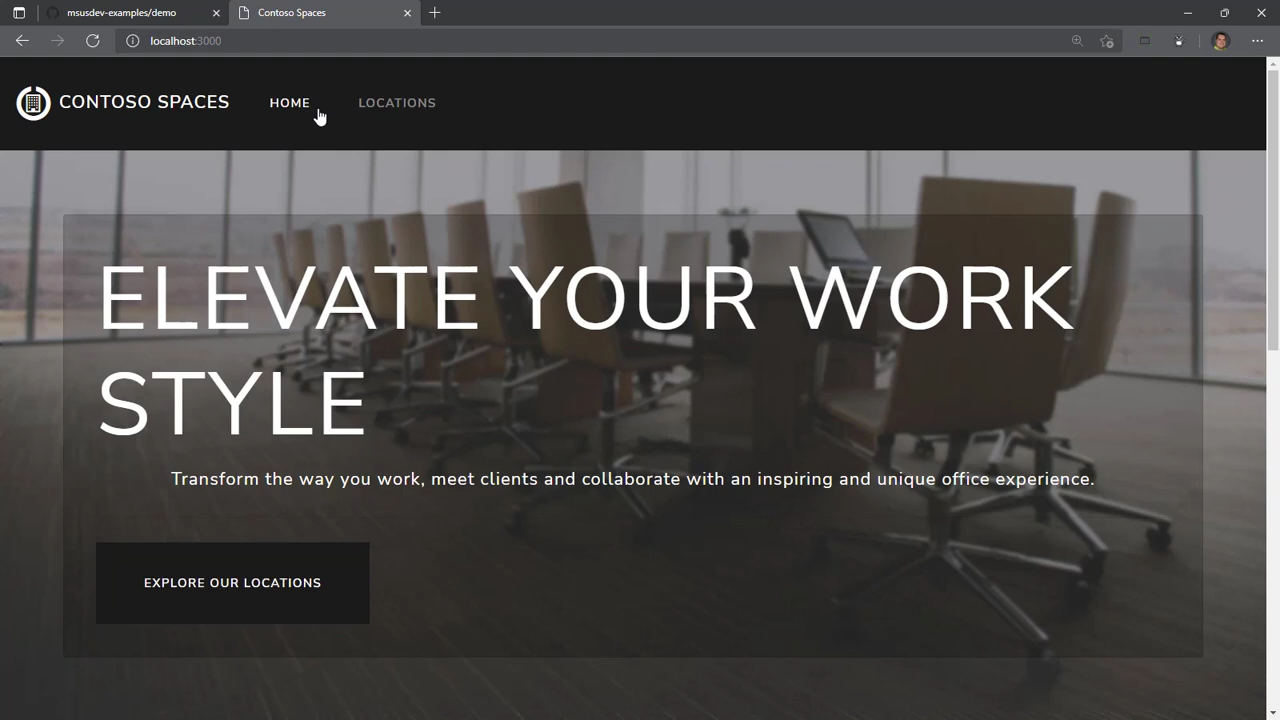 msusdev-examples/demo
Contoso Spaces
localhost:3000
CONTOSO SPACES
HOME
LOCATIONS
ELEVATE YOUR WORK
STYLE
Transform the way you work, meet clients and collaborate with an inspiring and unique office experience.
EXPLORE OUR LOCATIONS